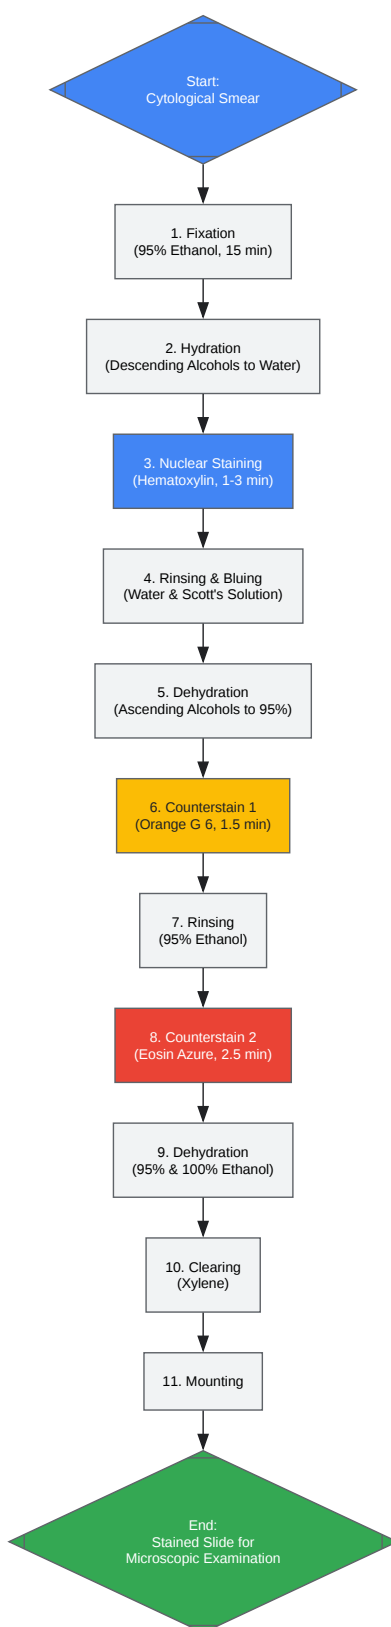 Start:
Cytological Smear
1. Fixation
(95% Ethanol, 15 min)
2. Hydration
(Descending Alcohols to Water)
3. Nuclear Staining
(Hematoxylin, 1-3 min)
4. Rinsing & Bluing
(Water & Scott's Solution)
5. Dehydration
(Ascending Alcohols to 95%)
6. Counterstain 1
(Orange G 6, 1.5 min)
7. Rinsing
(95% Ethanol)
8. Counterstain 2
(Eosin Azure, 2.5 min)
9. Dehydration
(95% & 100% Ethanol)
10. Clearing
(Xylene)
11. Mounting
End:
Stained Slide for
Microscopic Examination